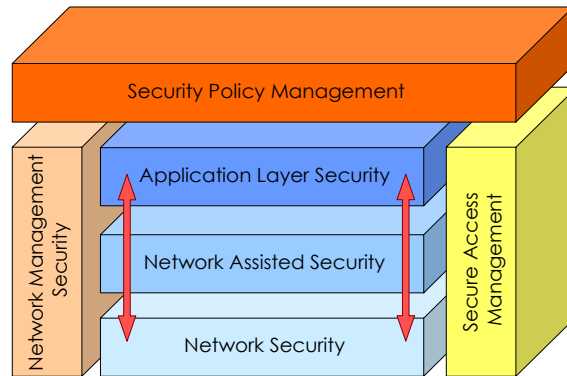 Security Policy Management
Network Management
Security
Application Layer Security
Network Assisted Security
Network Security
Secure Access
Management